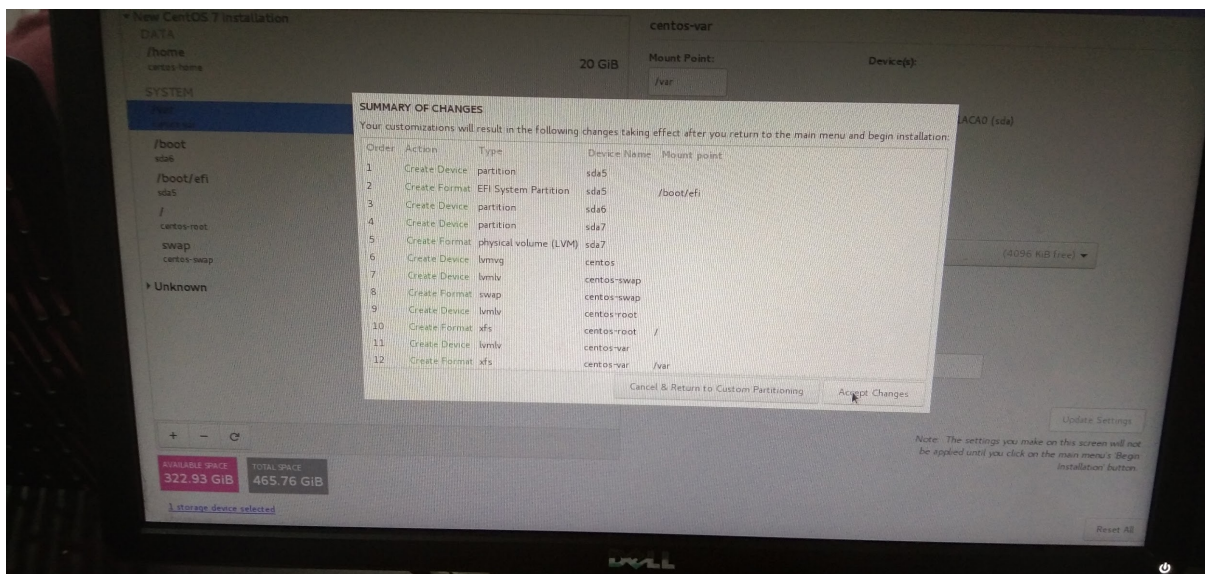 New CentOS 7 Installation
DATA
/home
centos-home
20 GiB
SYSTEM
/boot
sda6
/boot/efi
sda5
/
centos-root
swap
centos-swap
Unknown
centos-var
Mount Point:
/var
Device(s):
LACA0 (sda)
(4096 KiB free)
SUMMARY OF CHANGES
Your customizations will result in the following changes taking effect after you return to the main menu and begin installation:
Order Action Type Device Name Mount point
1 Create Device partition sda5
2 Create Format EFI System Partition sda5 /boot/efi
3 Create Device partition sda6
4 Create Device partition sda7
5 Create Format physical volume (LVM) sda7
6 Create Device lvmvg centos
7 Create Device lvmlv centos-swap
8 Create Format swap centos-swap
9 Create Device lvmlv centos-root
10 Create Format xfs centos-root /
11 Create Device lvmlv centos-var
12 Create Format xfs centos-var /var
Cancel & Return to Custom Partitioning
Accept Changes
Update Settings
Note: The settings you make on this screen will not
be applied until you click on the main menu's 'Begin
Installation' button.
+ -
AVAILABLE SPACE
322.93 GiB
TOTAL SPACE
465.76 GiB
1 storage device selected
Reset All
DELL